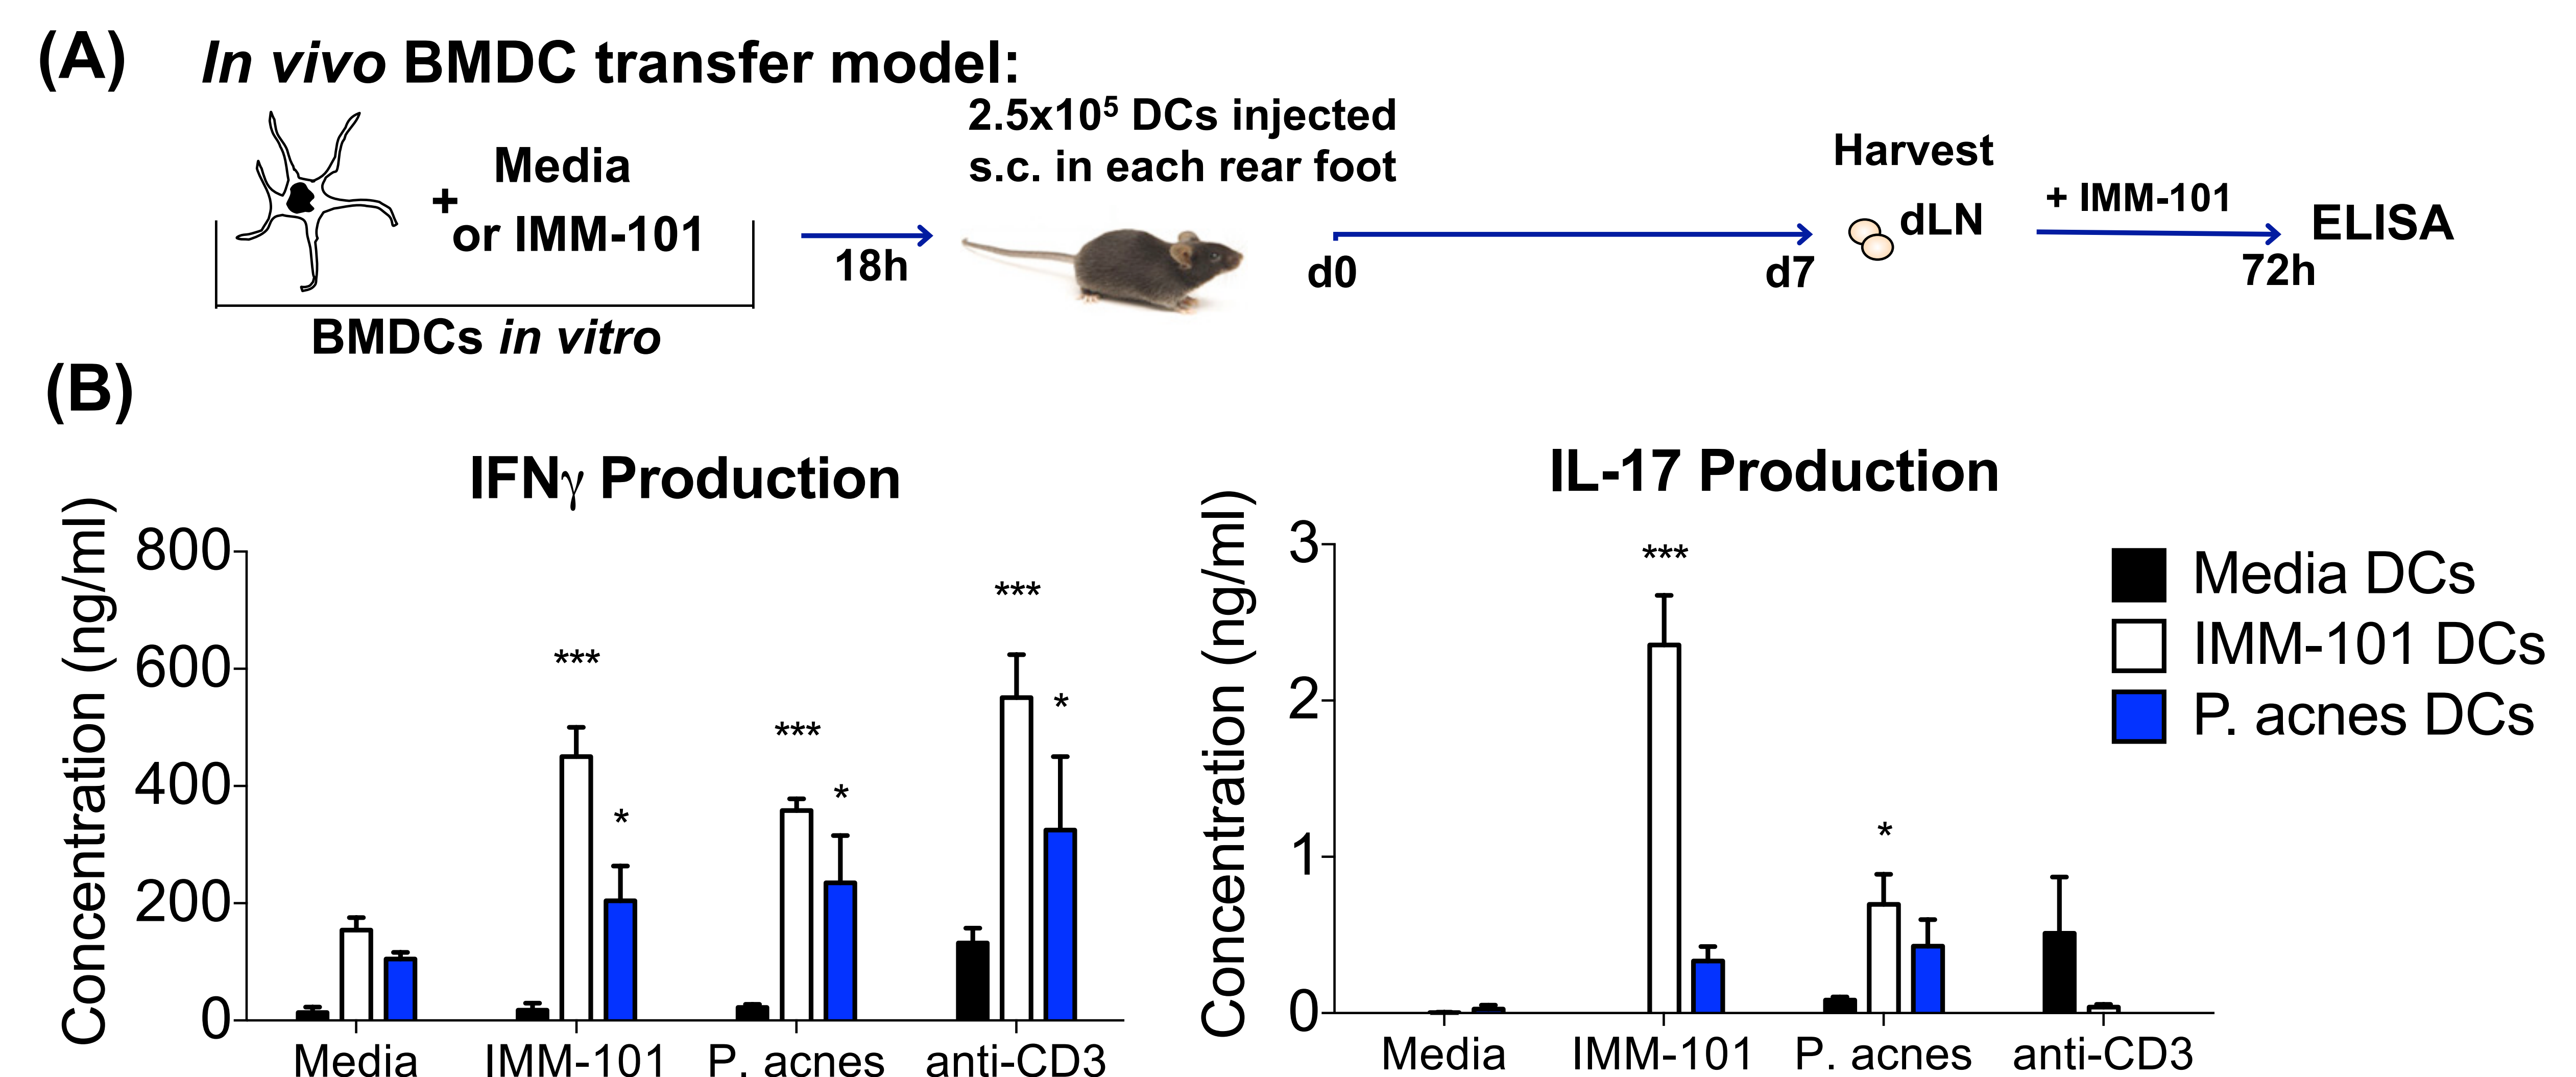 (A)
In vivo BMDC transfer model:
+
Media
or IMM-101
BMDCs in vitro
18h
2.5x10⁵ DCs injected
s.c. in each rear foot
d0
d7
Harvest
dLN
+ IMM-101
72h
ELISA
(B)
IFNγ Production
Concentration (ng/ml)
800
600
400
200
0
***
*
***
*
***
*
Media
IMM-101
P. acnes
anti-CD3
IL-17 Production
Concentration (ng/ml)
3
2
1
0
***
*
Media
IMM-101
P. acnes
anti-CD3
Media DCs
IMM-101 DCs
P. acnes DCs